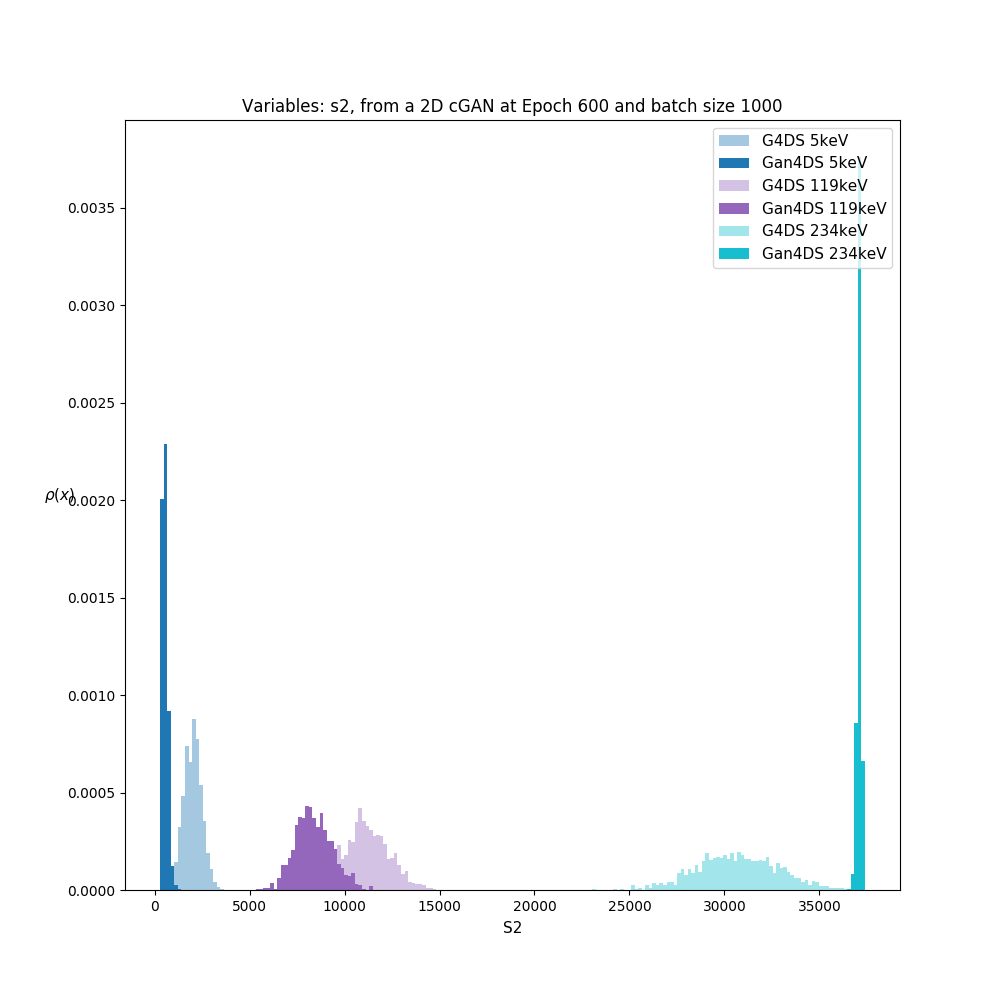 Variables: s2, from a 2D cGAN at Epoch 600 and batch size 1000
G4DS 5keV
Gan4DS 5keV
G4DS 119keV
Gan4DS 119keV
G4DS 234keV
Gan4DS 234keV
0.0035
0.0030
0.0025
ρ(x)
0.0020
0.0015
0.0010
0.0005
0.0000
0 5000 10000 15000 20000 25000 30000 35000
S2